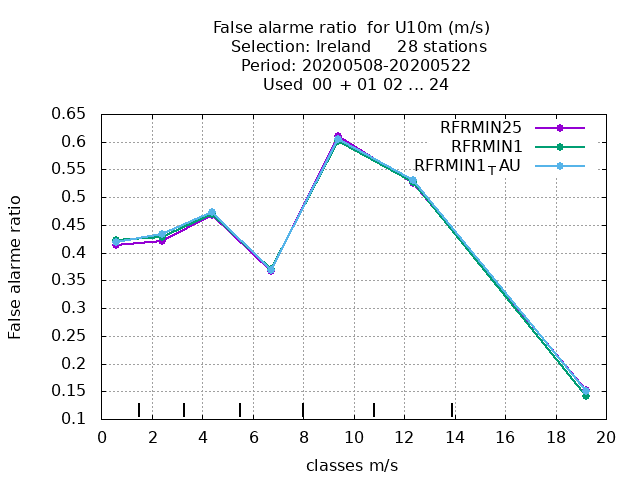 False alarme ratio  for U10m (m/s)
Selection: Ireland     28 stations
Period: 20200508-20200522
Used  00  + 01 02 ... 24
RFRMIN25
RFRMIN1
RFRMIN1TAU
0.65
0.6
0.55
0.5
0.45
0.4
0.35
0.3
0.25
0.2
0.15
0.1
False alarme ratio
0 2 4 6 8 10 12 14 16 18 20
classes m/s